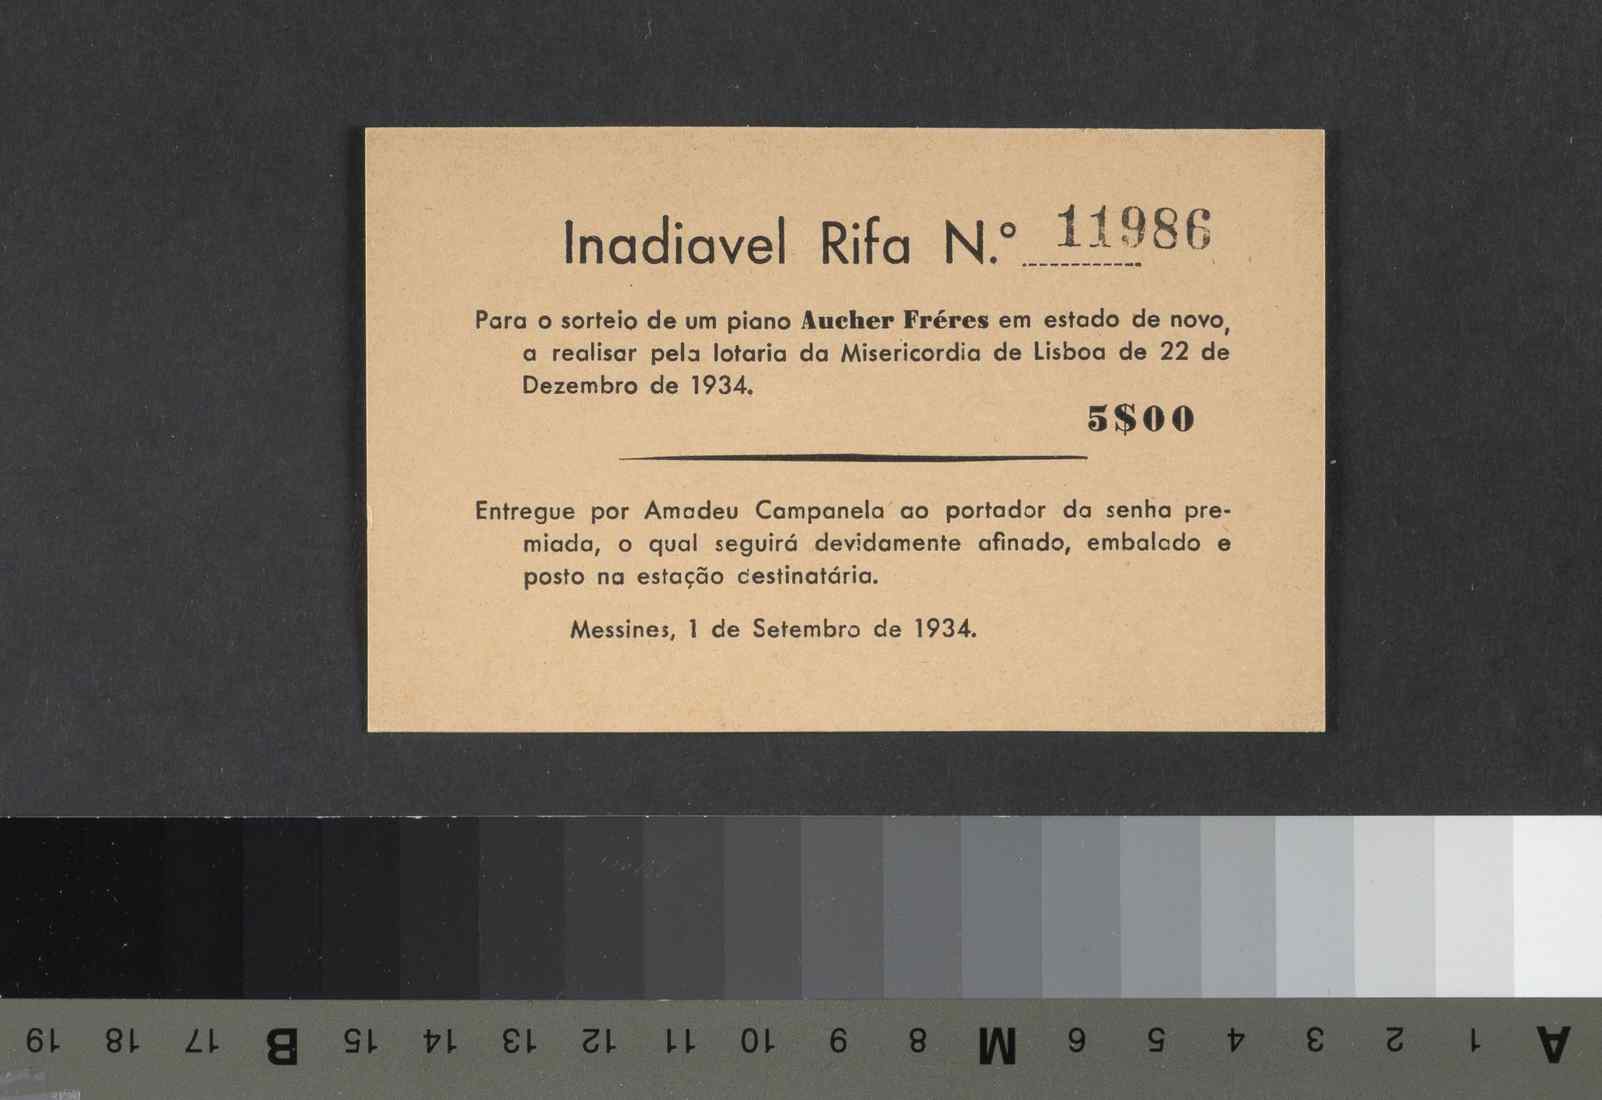 Inadiavel Rifa N.º 11986
Para o sorteio de um piano Aucher Fréres em estado de novo,
a realisar pela lotaria da Misericordia de Lisboa de 22 de
Dezembro de 1934.
5$00
Entregue por Amadeu Campanela ao portador da senha pre-
miada, o qual seguirá devidamente afinado, embalado e
posto na estação destinatária.
Messines, 1 de Setembro de 1934.
19 18 17 B 15 14 13 12 11 10 9 8 M 6 5 4 3 2 1 A